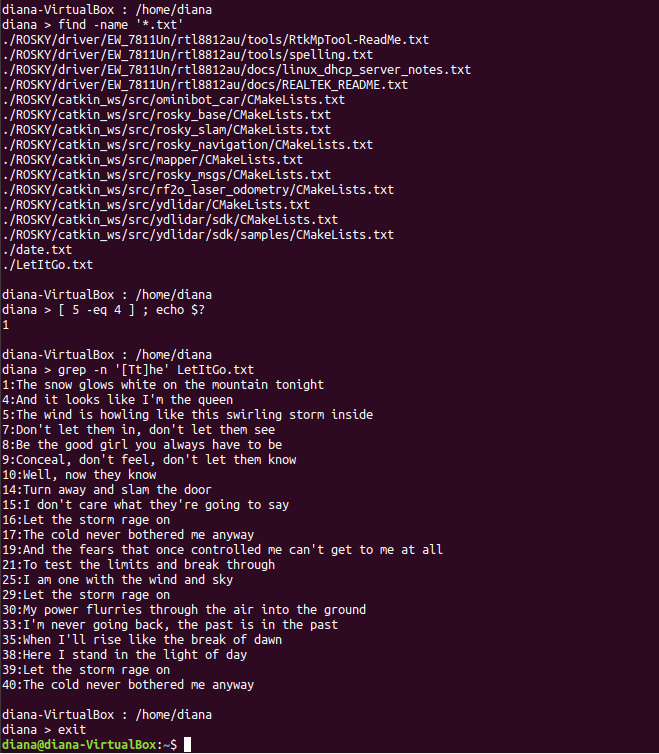 diana-VirtualBox : /home/diana
diana > find -name '*.txt'
./ROSKY/driver/EW_7811Un/rtl8812au/tools/RtkMpTool-ReadMe.txt
./ROSKY/driver/EW_7811Un/rtl8812au/tools/spelling.txt
./ROSKY/driver/EW_7811Un/rtl8812au/docs/linux_dhcp_server_notes.txt
./ROSKY/driver/EW_7811Un/rtl8812au/docs/REALTEK_README.txt
./ROSKY/catkin_ws/src/ominibot_car/CMakeLists.txt
./ROSKY/catkin_ws/src/rosky_base/CMakeLists.txt
./ROSKY/catkin_ws/src/rosky_slam/CMakeLists.txt
./ROSKY/catkin_ws/src/rosky_navigation/CMakeLists.txt
./ROSKY/catkin_ws/src/mapper/CMakeLists.txt
./ROSKY/catkin_ws/src/rosky_msgs/CMakeLists.txt
./ROSKY/catkin_ws/src/rf2o_laser_odometry/CMakeLists.txt
./ROSKY/catkin_ws/src/ydlidar/CMakeLists.txt
./ROSKY/catkin_ws/src/ydlidar/sdk/CMakeLists.txt
./ROSKY/catkin_ws/src/ydlidar/sdk/samples/CMakeLists.txt
./date.txt
./LetItGo.txt
diana-VirtualBox : /home/diana
diana > [ 5 -eq 4 ] ; echo $?
1
diana-VirtualBox : /home/diana
diana > grep -n '[Tt]he' LetItGo.txt
1:The snow glows white on the mountain tonight
4:And it looks like I'm the queen
5:The wind is howling like this swirling storm inside
7:Don't let them in, don't let them see
8:Be the good girl you always have to be
9:Conceal, don't feel, don't let them know
10:Well, now they know
14:Turn away and slam the door
15:I don't care what they're going to say
16:Let the storm rage on
17:The cold never bothered me anyway
19:And the fears that once controlled me can't get to me at all
21:To test the limits and break through
25:I am one with the wind and sky
29:Let the storm rage on
30:My power flurries through the air into the ground
33:I'm never going back, the past is in the past
35:When I'll rise like the break of dawn
38:Here I stand in the light of day
39:Let the storm rage on
40:The cold never bothered me anyway
diana-VirtualBox : /home/diana
diana > exit
diana@diana-VirtualBox:~$